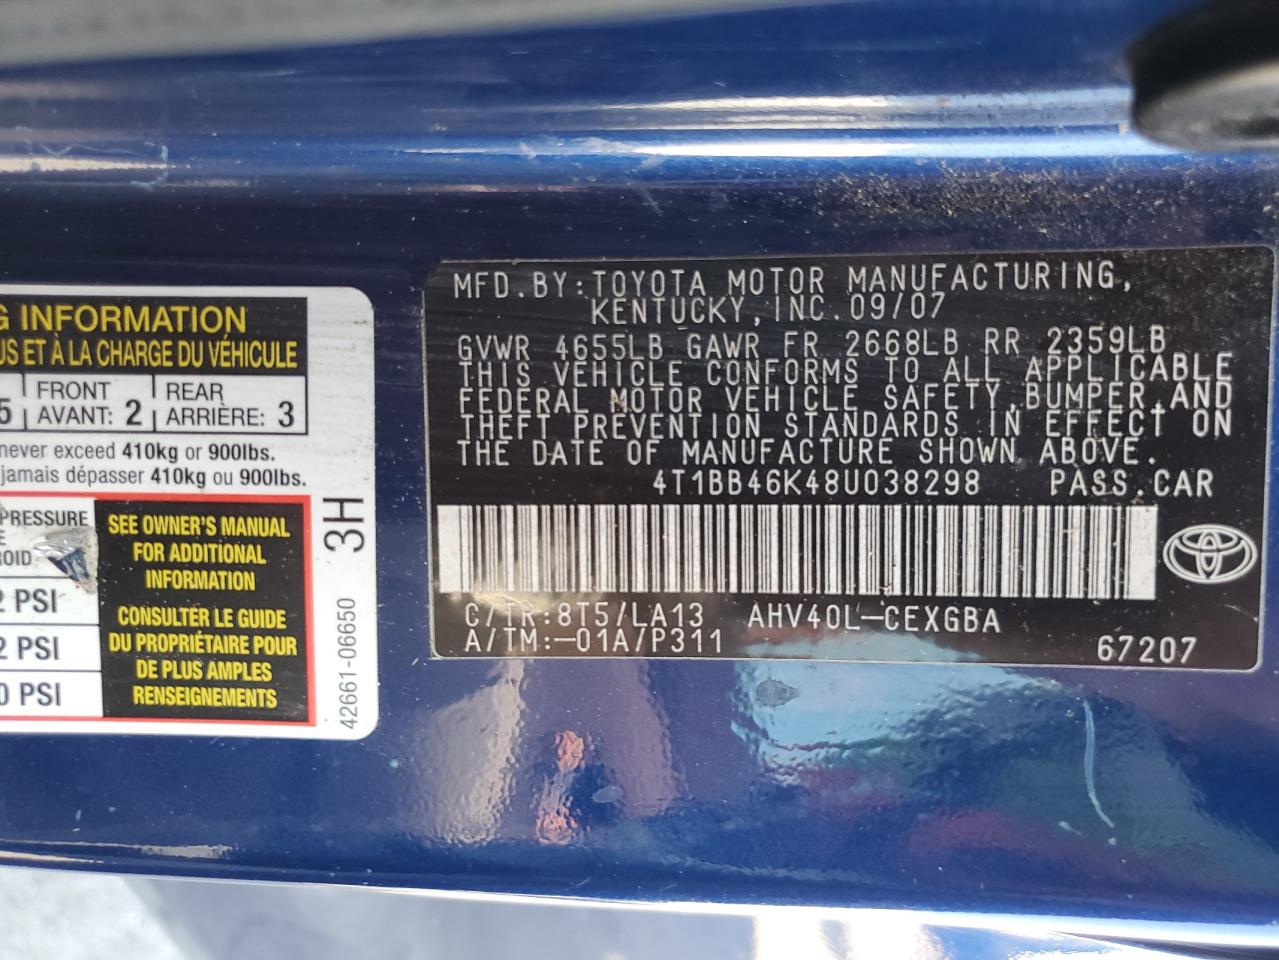 G INFORMATION
US ET À LA CHARGE DU VÉHICULE
5 FRONT AVANT: 2 REAR ARRIÈRE: 3
never exceed 410kg or 900lbs.
jamais dépasser 410kg ou 900lbs.
PRESSURE
E
ROID
2 PSI
2 PSI
0 PSI
SEE OWNER'S MANUAL
FOR ADDITIONAL
INFORMATION
CONSULTER LE GUIDE
DU PROPRIÉTAIRE POUR
DE PLUS AMPLES
RENSEIGNEMENTS
3H
42661-06650
MFD.BY:TOYOTA MOTOR MANUFACTURING,
KENTUCKY, INC. 09/07
GVWR 4655LB GAWR FR 2668LB RR 2359LB
THIS VEHICLE CONFORMS TO ALL APPLICABLE
FEDERAL MOTOR VEHICLE SAFETY,BUMPER,AND
THEFT PREVENTION STANDARDS IN EFFECT ON
THE DATE OF MANUFACTURE SHOWN ABOVE.
4T1BB46K48U038298 PASS.CAR
C/TR:8T5/LA13 AHV40L-CEXGBA
A/TM:-01A/P311
67207